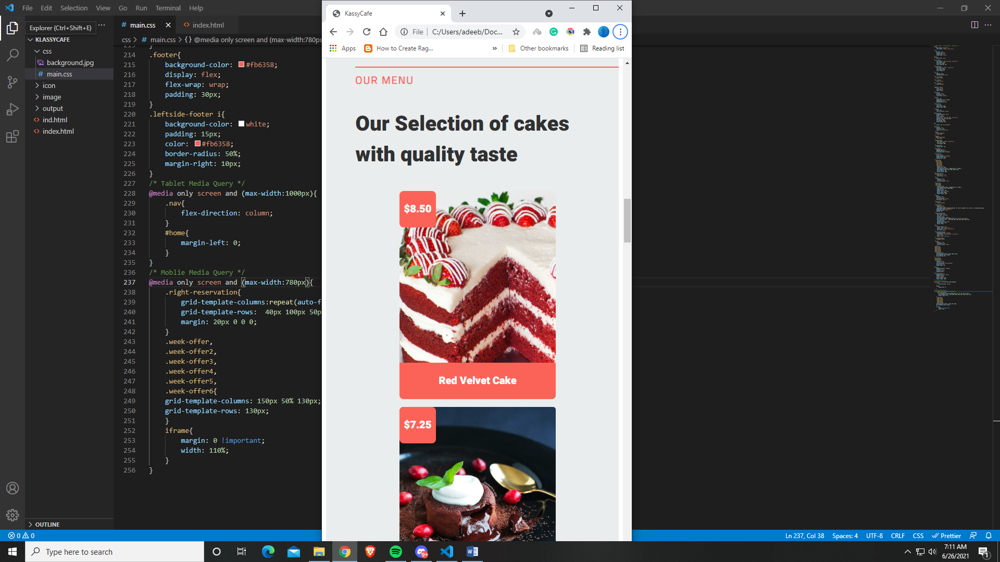 File Edit Selection View Go Run Terminal Help
Explorer (Ctrl+Shift+E)
KLASSYCAFE
css
background.jpg
main.css
icon
image
output
ind.html
index.html
OUTLINE
main.css
index.html
css > main.css > {} @media only screen and (max-width:780px
213 }
214 .footer{
215 background-color: #fb6358;
216 display: flex;
217 flex-wrap: wrap;
218 padding: 30px;
219 }
220 .leftside-footer i{
221 background-color: white;
222 padding: 15px;
223 color: #fb6358;
224 border-radius: 50%;
225 margin-right: 10px;
226 }
227 /* Tablet Media Query */
228 @media only screen and (max-width:1000px){
229 .nav{
230 flex-direction: column;
231 }
232 #home{
233 margin-left: 0;
234 }
235 }
236 /* Moblie Media Query */
237 @media only screen and (max-width:780px){
238 .right-reservation{
239 grid-template-columns:repeat(auto-f
240 grid-template-rows: 40px 100px 50p
241 margin: 20px 0 0 0;
242 }
243 .week-offer,
244 .week-offer2,
245 .week-offer3,
246 .week-offer4,
247 .week-offer5,
248 .week-offer6{
249 grid-template-columns: 150px 50% 130px;
250 grid-template-rows: 130px;
251 }
252 iframe{
253 margin: 0 !important;
254 width: 110%;
255 }
256 }
KassyCafe
File C:/Users/adeeb/Doc...
Apps How to Create Rag... » Other bookmarks Reading list
OUR MENU
Our Selection of cakes
with quality taste
$8.50
Red Velvet Cake
$7.25
0 0
Ln 237, Col 38 Spaces: 4 UTF-8 CRLF CSS Prettier
Type here to search
9+
7:11 AM
6/26/2021
1